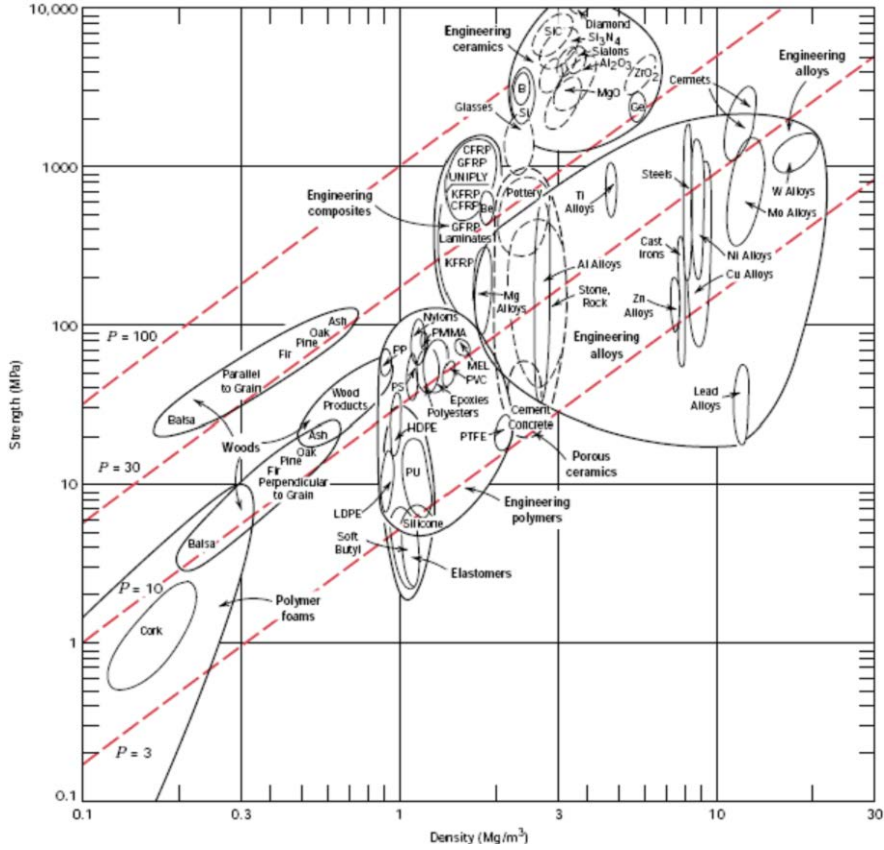 10,000
1000
100
10
1
0.1
Strength (MPa)
0.1
0.3
1
3
10
30
Density (Mg/m³)
Engineering
ceramics
Diamond
SiC
Si₃N₄
Sialons
Al₂O₃
ZrO₂
MgO
B
Si
Ge
Glasses
Cermets
Engineering
alloys
CFRP
GFRP
UNIPLY
KFRP
CFRP
Be
GFRP
Laminates
KFRP
Engineering
composites
Pottery
Ti
Alloys
Steels
W Alloys
Mo Alloys
Cast
Irons
Ni Alloys
Cu Alloys
Zn
Alloys
Al Alloys
Stone,
Rock
Mg
Alloys
Engineering
alloys
Lead
Alloys
P = 100
Ash
Oak
Pine
Fir
Parallel
to Grain
Balsa
Wood
Products
Woods
Ash
Oak
Pine
Fir
Perpendicular
to Grain
Balsa
P = 30
Nylons
PMMA
PP
MEL
PVC
PS
Epoxies
Polyesters
HDPE
PTFE
Cement
Concrete
Porous
ceramics
PU
LDPE
Engineering
polymers
Silicone
Soft
Butyl
Elastomers
P = 10
Polymer
foams
Cork
P = 3